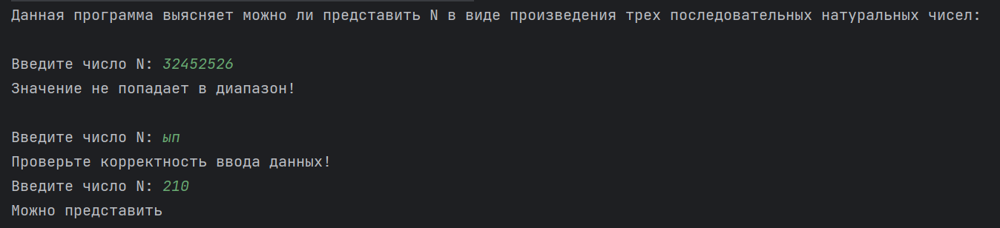 Данная программа выясняет можно ли представить N в виде произведения трех последовательных натуральных чисел:
Введите число N: 32452526
Значение не попадает в диапазон!
Введите число N: ып
Проверьте корректность ввода данных!
Введите число N: 210
Можно представить